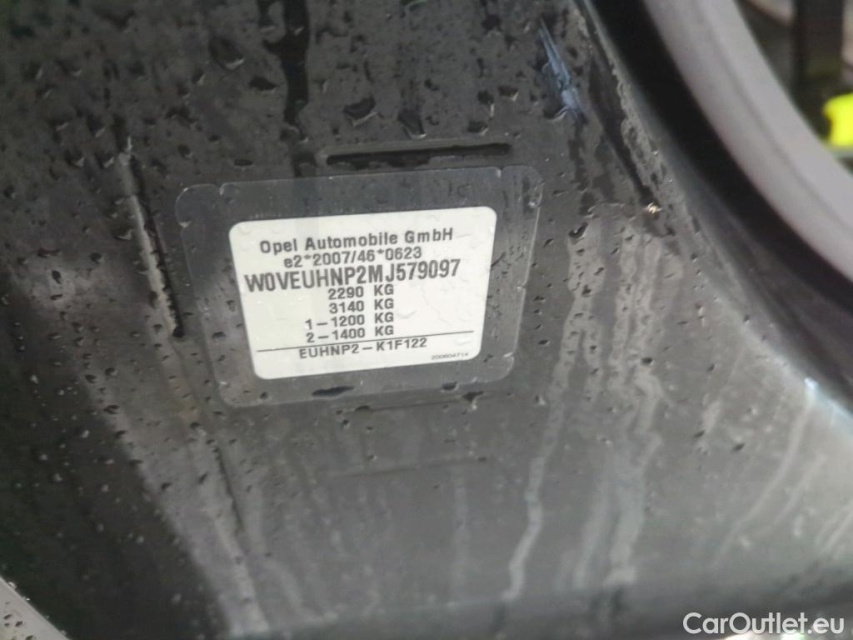 Opel Automobile GmbH
e2*2007/46*0623
W0VEUHNP2MJ579097
2290 KG
3140 KG
1-1200 KG
2-1400 KG
EUHNP2-K1F122
CarOutlet.eu